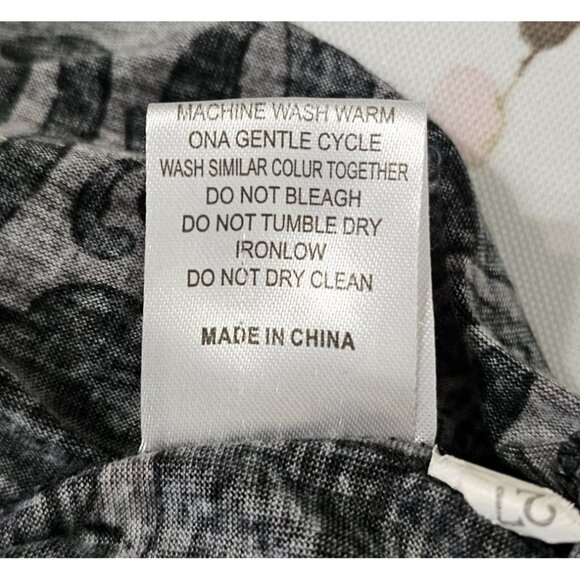 MACHINE WASH WARM
ONA GENTLE CYCLE
WASH SIMILAR COLUR TOGETHER
DO NOT BLEAGH
DO NOT TUMBLE DRY
IRONLOW
DO NOT DRY CLEAN
MADE IN CHINA